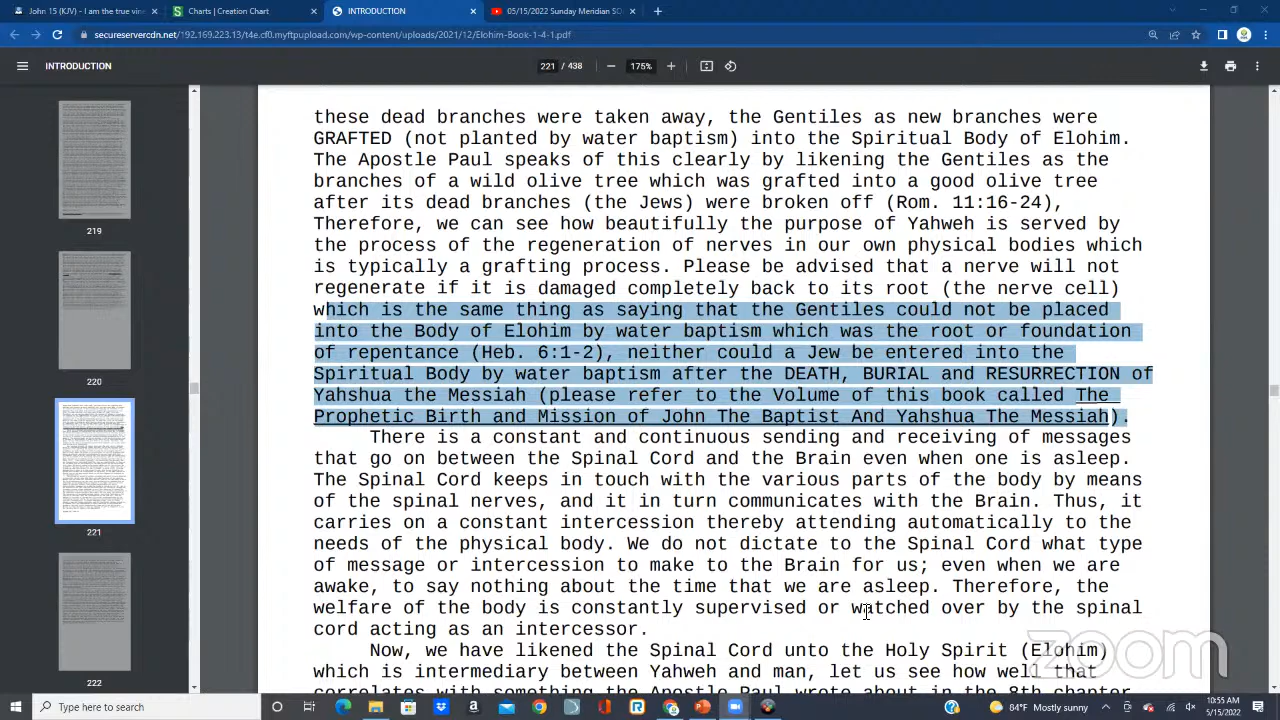 John 15 (KJV) - I am the true vin
Charts | Creation Chart
INTRODUCTION
05/15/2022 Sunday Meridian SDC
secureservercdn.net/192.169.223.13/t4e.cf0.myftpupload.com/wp-content/uploads/2021/12/Elohim-Book-1-4-1.pdf
INTRODUCTION
221 / 438
175%
219
220
221
222
these dead branches were taken away, the Gentiles as new branches were
GRAFTED (not planted by water baptism) into the Spiritual Body of Elohim.
The Apostle Paul speaks of this clearly by likening the Gentiles as the
branches of a wild olive tree which was grafted into a good olive tree
after its dead branches (the Jews) were broken off (Rom. 11:16-24),
Therefore, we can see how beautifully the purpose of Yahweh is served by
the process of the regeneration of nerves in our own physical bodies which
is typically a grafting process. Please be advised that a nerve will not
regenerate if it is damaged completely back to its root (the nerve cell)
which is the same thing as saying that the Gentiles could not be placed
into the Body of Elohim by water baptism which was the root or foundation
of repentance (Heb. 6:1-2), neither could a Jew be entered into the
Spiritual Body by water baptism after the DEATH, BURIAL and RESURRECTION of
Yahshua the Messiah (please refer to the volume of this book called The
Prophetic Birth and Mission of John The Baptist And Yahshua The Messiah).
There is a constant and continuous sending and receiving of messages
that go on between the Spinal Cord and the Brain even when one is asleep.
The Spinal Cord keeps in touch with the various parts of the body by means
of the spinal nerves and it in turn communicates with the Brain. Thus, it
carries on a constant intercession thereby attending automatically to the
needs of the physical body. We do not dictate to the Spinal Cord what type
of message or intercession to make to the Brain for us; even when we are
awake, to say nothing about the time that we are asleep. Therefore, the
welfare of the body is constantly supervised or watched over by the spinal
cord acting as an intercessor.
Now, we have likened the Spinal Cord unto the Holy Spirit (Elohim)
which is intermediary between Yahweh and man, let us see how well that
correlates with something the Apostle Paul wrote about in the 8th chapter
zoom
Type here to search
84°F Mostly sunny
10:55 AM
5/15/2022